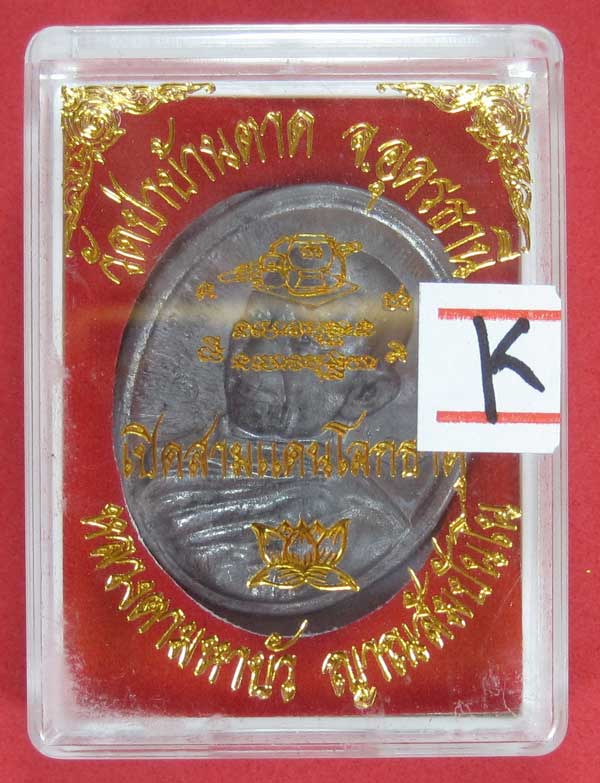 วัดป่าบ้านตาด จ.อุดรธานี
K
เปิดสามแดนโลกธาตุ
หลวงตามหาบัว ญาณสัมปันโน